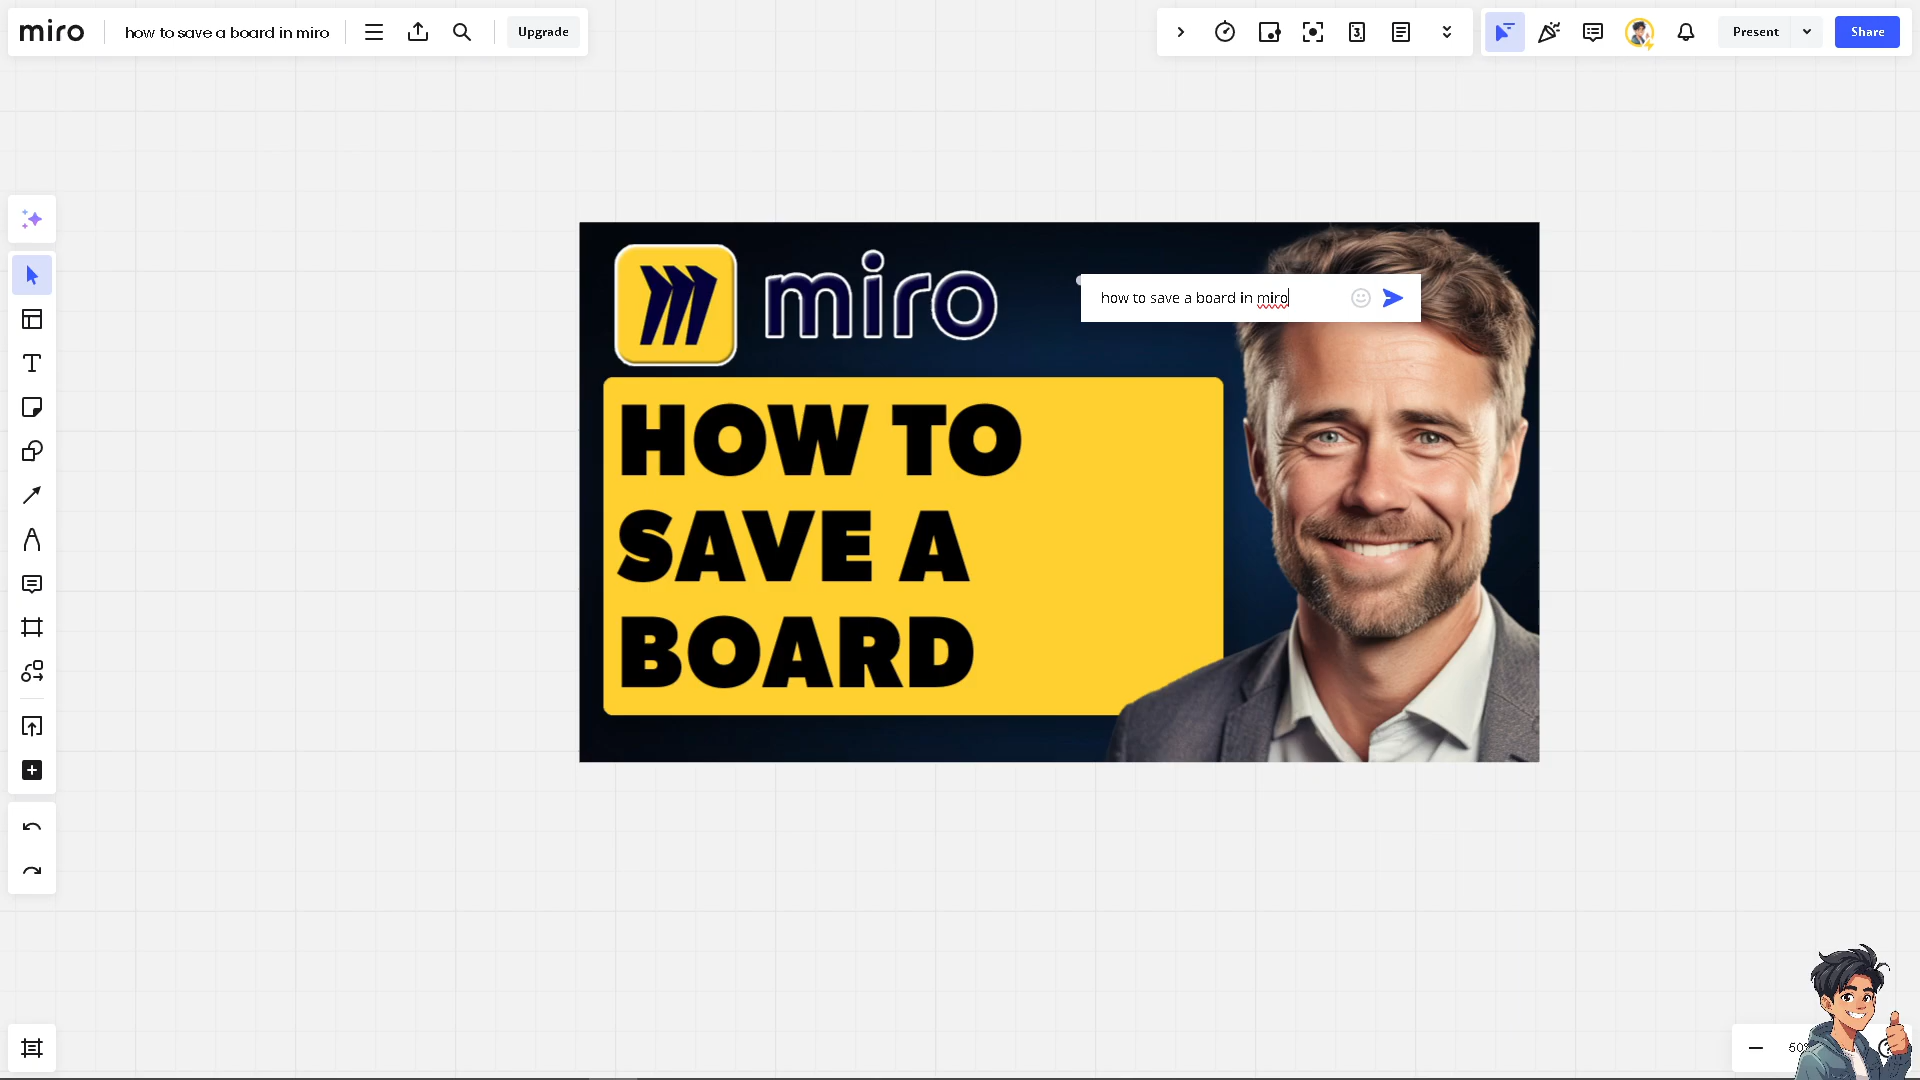 miro
how to save a board in miro
Upgrade
3
Present
Share
miro
how to save a board in miro
HOW TO
SAVE A
BOARD